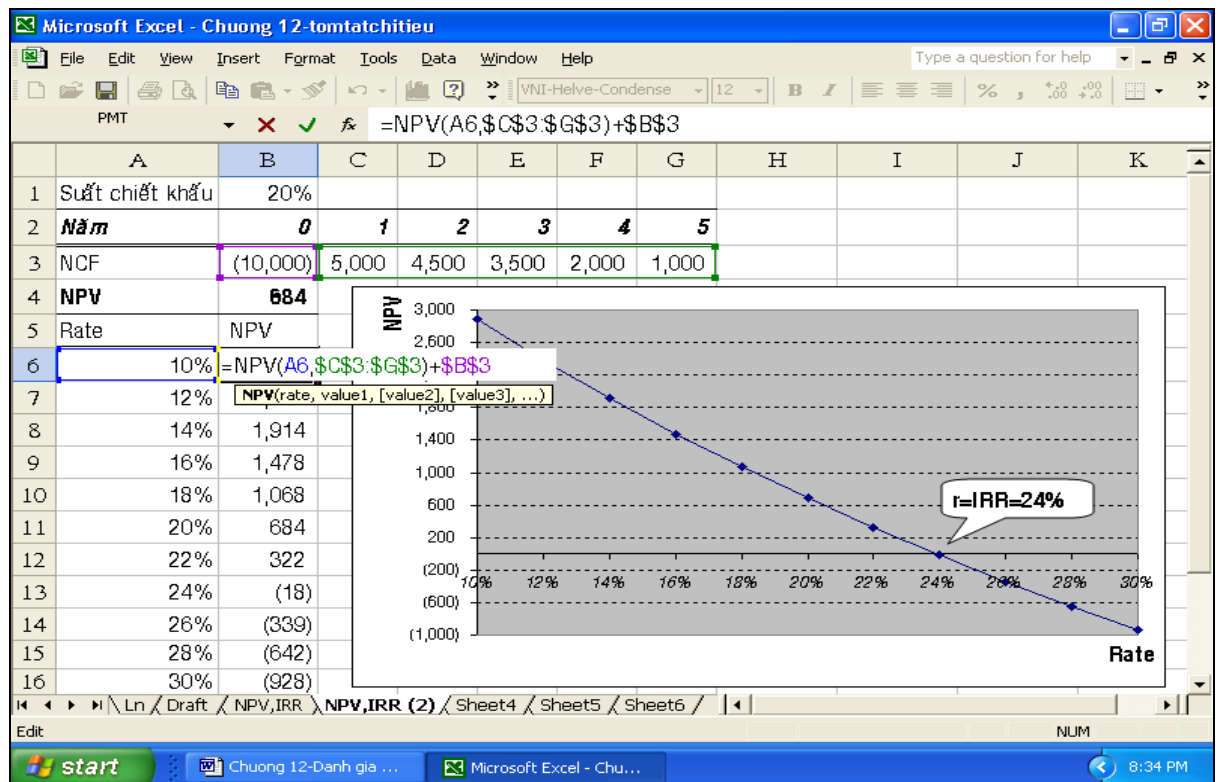 Microsoft Excel - Chuong 12-tomtatchitieu
File Edit View Insert Format Tools Data Window Help Type a question for help
VNI-Helve-Condense 12 B I % ,
PMT fx =NPV(A6,$C$3:$G$3)+$B$3
A B C D E F G H I J K
1 Suất chiết khấu 20%
2 Năm 0 1 2 3 4 5
3 NCF (10,000) 5,000 4,500 3,500 2,000 1,000
4 NPV 684
5 Rate NPV
6 10% =NPV(A6,$C$3:$G$3)+$B$3
NPV(rate, value1, [value2], [value3], ...)
7 12%
8 14% 1,914
9 16% 1,478
10 18% 1,068
11 20% 684
12 22% 322
13 24% (18)
14 26% (339)
15 28% (642)
16 30% (928)
NPV
3,000
2,600
1,800
1,400
1,000
600
200
(200)
(600)
(1,000)
10% 12% 14% 16% 18% 20% 22% 24% 26% 28% 30%
r=IRR=24%
Rate
Ln Draft NPV,IRR NPV,IRR (2) Sheet4 Sheet5 Sheet6
Edit NUM
start Chuong 12-Danh gia ... Microsoft Excel - Chu... 8:34 PM